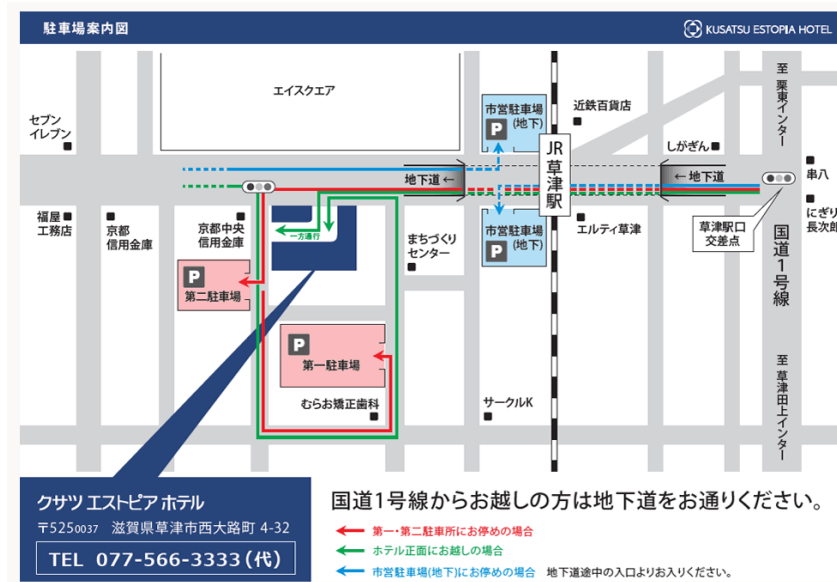 駐車場案内図
KUSATSU ESTOPIA HOTEL
エイスクエア
セブン
イレブン
市営駐車場
P (地下)
近鉄百貨店
至 栗東インター
しがぎん
JR草津駅
地下道 ←
← 地下道
串八
福屋
工務店
京都
信用金庫
京都中央
信用金庫
一方通行
まちづくり
センター
市営駐車場
P (地下)
エルティ草津
草津駅口
交差点
国道1号線
にぎり
長次郎
P
第二駐車場
P
第一駐車場
むらお矯正歯科
サークルK
至 草津田上インター
クサツ エストピア ホテル
〒5250037 滋賀県草津市西大路町 4-32
TEL 077-566-3333(代)
国道1号線からお越しの方は地下道をお通りください。
第一・第二駐車所にお停めの場合
ホテル正面にお越しの場合
市営駐車場(地下)にお停めの場合 地下道途中の入口よりお入りください。